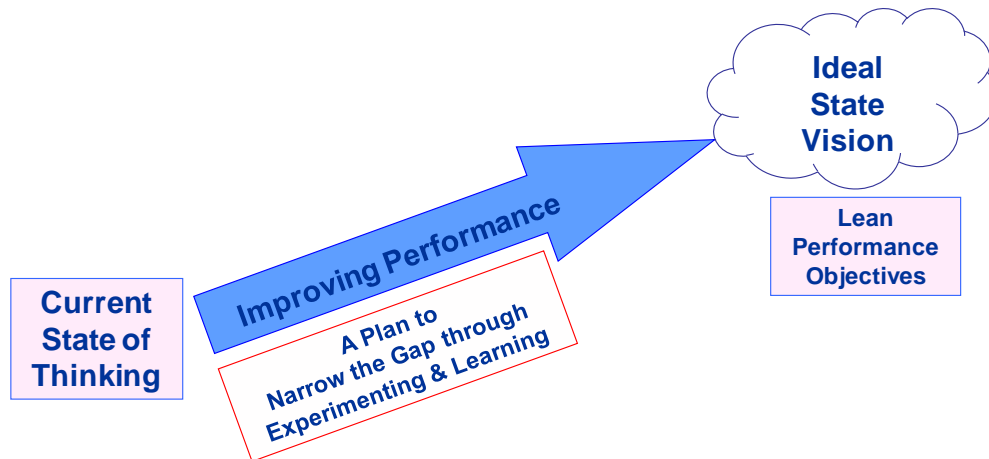 Ideal
State
Vision
Lean
Performance
Objectives
Improving Performance
Current
State of
Thinking
A Plan to
Narrow the Gap through
Experimenting & Learning